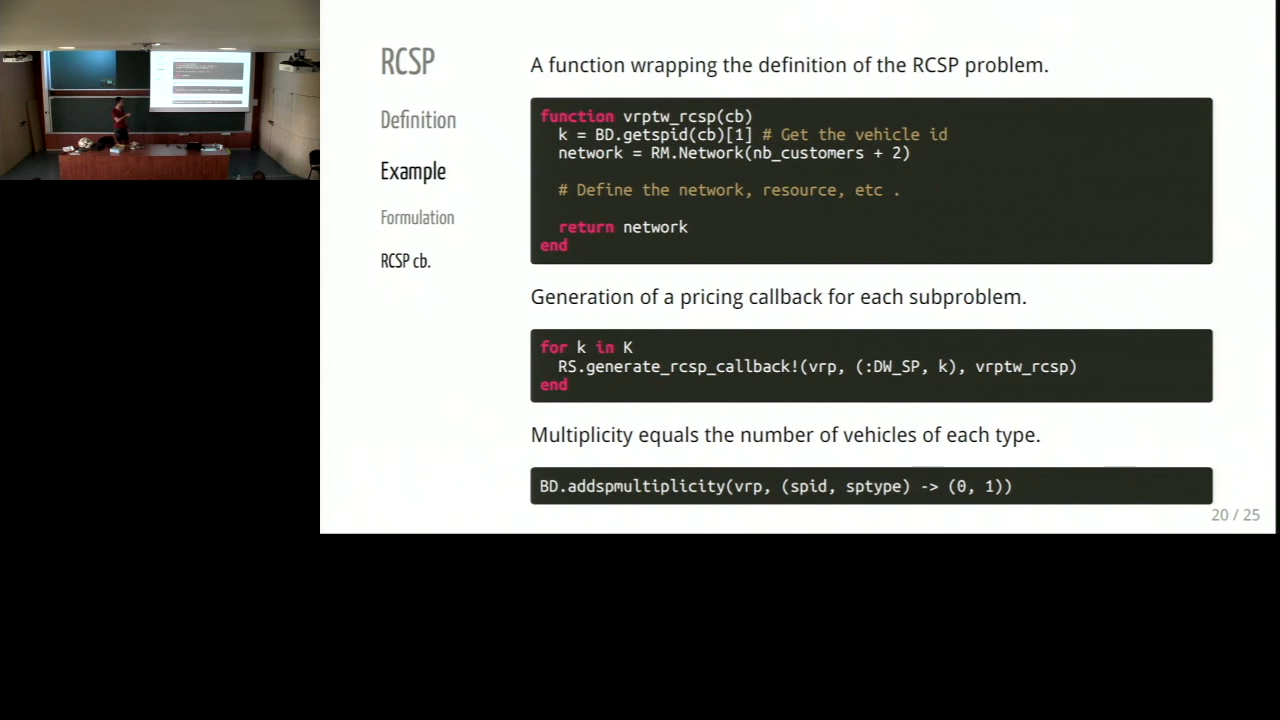 RCSP
Definition
Example
Formulation
RCSP cb.
A function wrapping the definition of the RCSP problem.
function vrptw_rcsp(cb)
k = BD.getspid(cb)[1] # Get the vehicle id
network = RM.Network(nb_customers + 2)
# Define the network, resource, etc .
return network
end
Generation of a pricing callback for each subproblem.
for k in K
RS.generate_rcsp_callback!(vrp, (:DW_SP, k), vrptw_rcsp)
end
Multiplicity equals the number of vehicles of each type.
BD.addspmultiplicity(vrp, (spid, sptype) -> (0, 1))
20 / 25